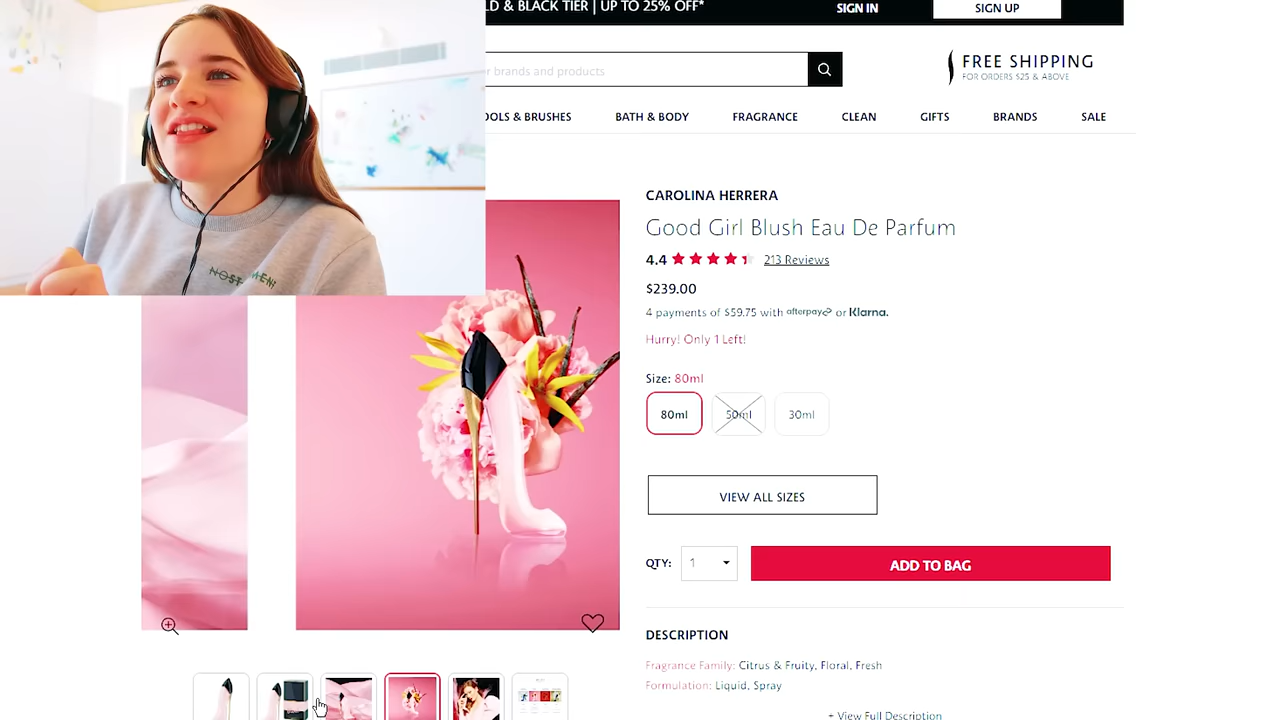 LD & BLACK TIER | UP TO 25% OFF*
SIGN IN
SIGN UP
r brands and products
FREE SHIPPING
FOR ORDERS $25 & ABOVE
OOLS & BRUSHES
BATH & BODY
FRAGRANCE
CLEAN
GIFTS
BRANDS
SALE
CAROLINA HERRERA
Good Girl Blush Eau De Parfum
4.4
213 Reviews
$239.00
4 payments of $59.75 with afterpay or Klarna.
Hurry! Only 1 Left!
Size: 80ml
80ml
50ml
30ml
VIEW ALL SIZES
QTY:
1
ADD TO BAG
DESCRIPTION
Fragrance Family: Citrus & Fruity, Floral, Fresh
Formulation: Liquid, Spray
+ View Full Description